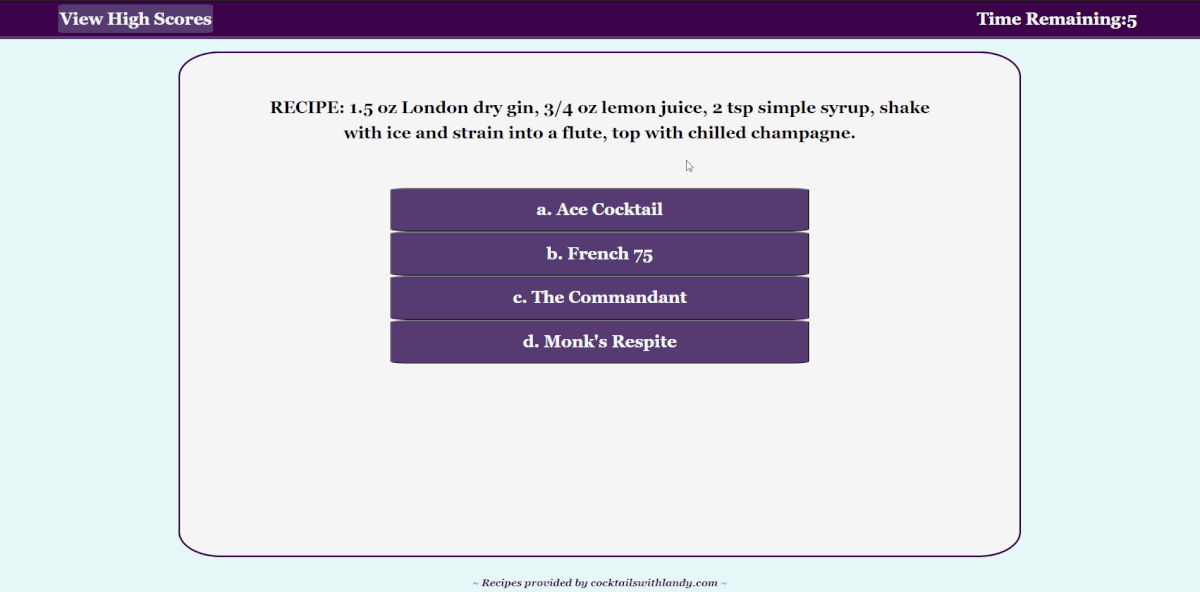 View High Scores
Time Remaining:5
RECIPE: 1.5 oz London dry gin, 3/4 oz lemon juice, 2 tsp simple syrup, shake
with ice and strain into a flute, top with chilled champagne.
a. Ace Cocktail
b. French 75
c. The Commandant
d. Monk's Respite
~ Recipes provided by cocktailswithlandy.com ~